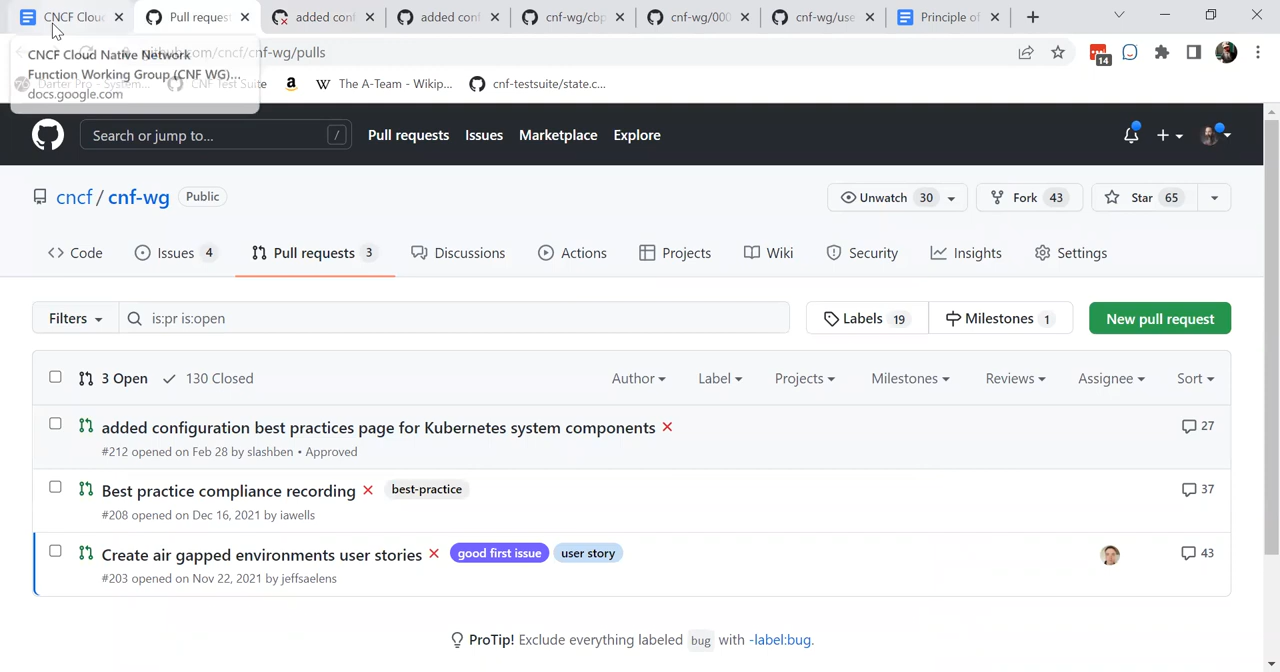 CNCF Clou
Pull request
added conf
added conf
cnf-wg/cbp
cnf-wg/000
cnf-wg/use
Principle of
github.com/cncf/cnf-wg/pulls
CNCF Cloud Native Network
Function Working Group (CNF WG)...
docs.google.com
14
Darter Pro - System...
CNF Test Suite
a
W The A-Team - Wikip...
cnf-testsuite/state.c...
Search or jump to...
/
Pull requests
Issues
Marketplace
Explore
cncf / cnf-wg
Public
Unwatch 30
Fork 43
Star 65
Code
Issues 4
Pull requests 3
Discussions
Actions
Projects
Wiki
Security
Insights
Settings
Filters
is:pr is:open
Labels 19
Milestones 1
New pull request
3 Open
130 Closed
Author
Label
Projects
Milestones
Reviews
Assignee
Sort
added configuration best practices page for Kubernetes system components
27
#212 opened on Feb 28 by slashben • Approved
Best practice compliance recording
best-practice
37
#208 opened on Dec 16, 2021 by iawells
Create air gapped environments user stories
good first issue
user story
43
#203 opened on Nov 22, 2021 by jeffsaelens
ProTip! Exclude everything labeled bug with -label:bug.